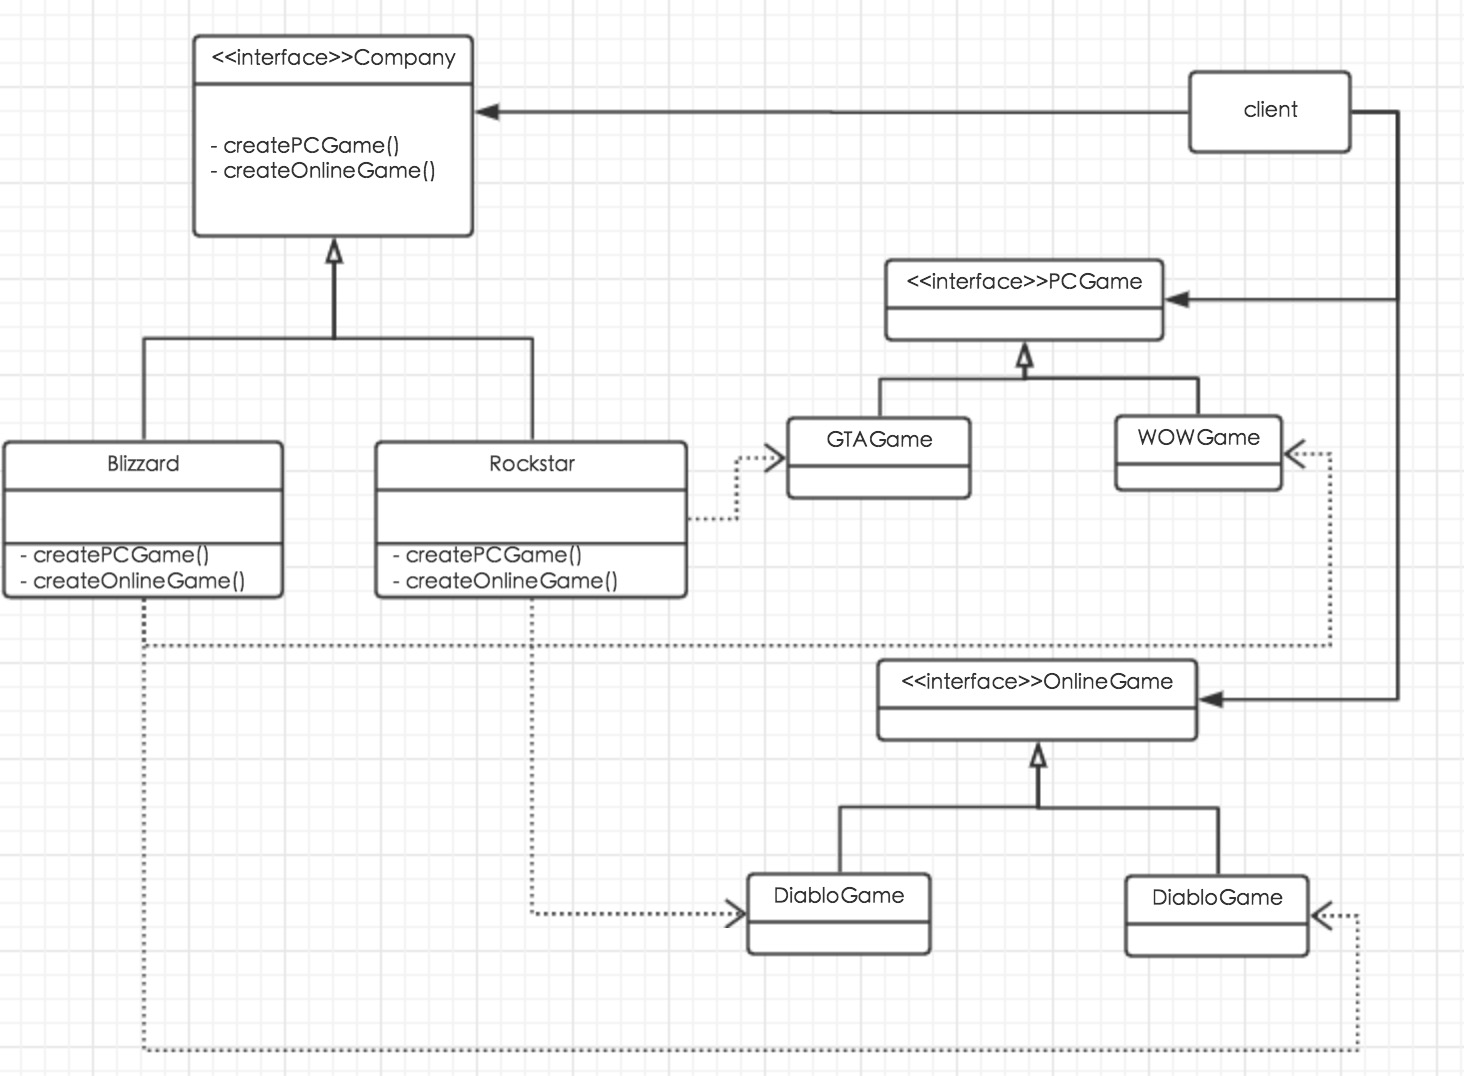 <<interface>>Company
- createPCGame()
- createOnlineGame()
client
<<interface>>PCGame
GTAGame
WOWGame
Blizzard
- createPCGame()
- createOnlineGame()
Rockstar
- createPCGame()
- createOnlineGame()
<<interface>>OnlineGame
DiabloGame
DiabloGame